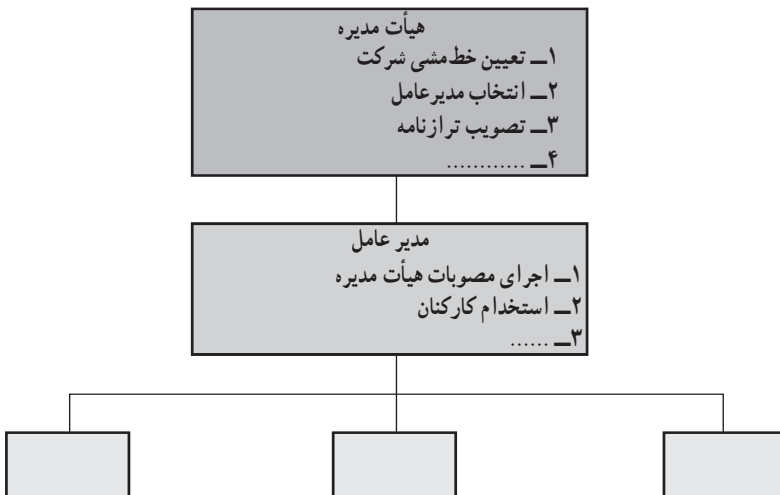 هیأت مدیره
۱ــ تعیین خط‌مشی شرکت
۲ــ انتخاب مدیرعامل
۳ــ تصویب ترازنامه
۴ــ ............
مدیر عامل
۱ــ اجرای مصوبات هیأت مدیره
۲ــ استخدام کارکنان
۳ــ ......